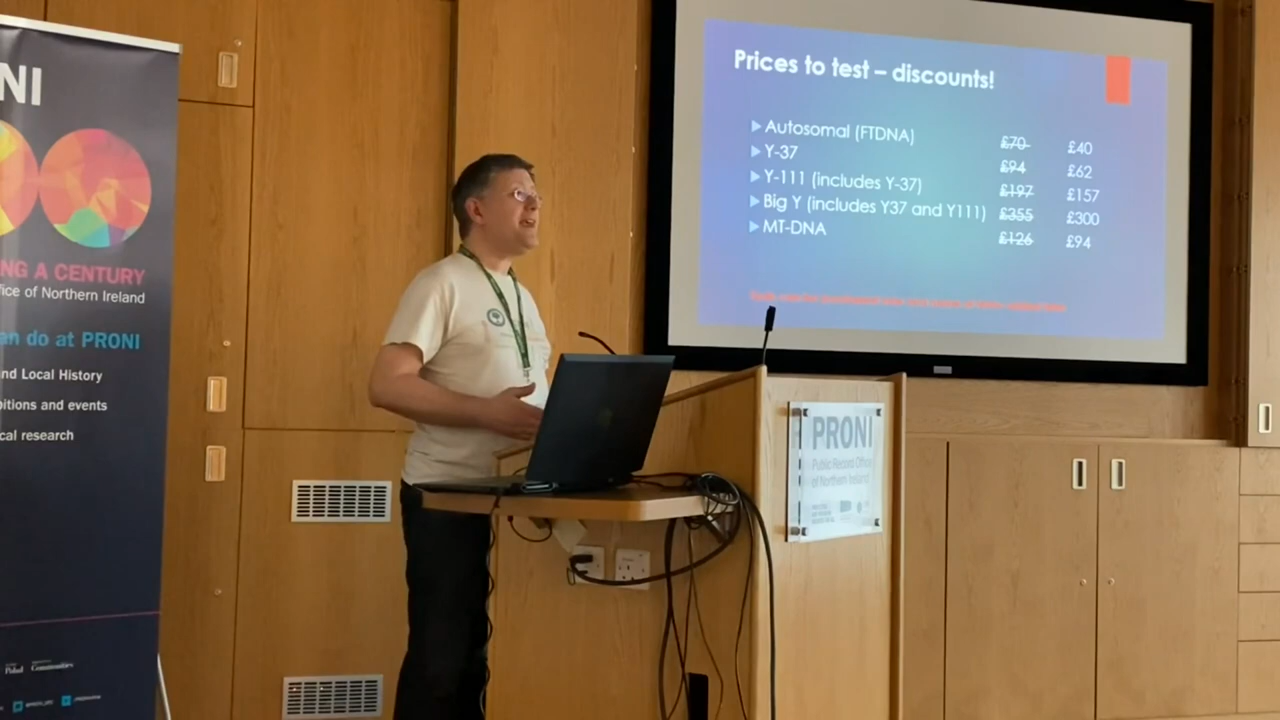 NI
NG A CENTURY
fice of Northern Ireland
an do at PRONI
nd Local History
bitions and events
cal research
Prices to test – discounts!
Autosomal (FTDNA) £70 £40
Y-37 £94 £62
Y-111 (includes Y-37) £197 £157
Big Y (includes Y37 and Y111) £355 £300
MT-DNA £126 £94
PRONI
Public Record Office
of Northern Ireland